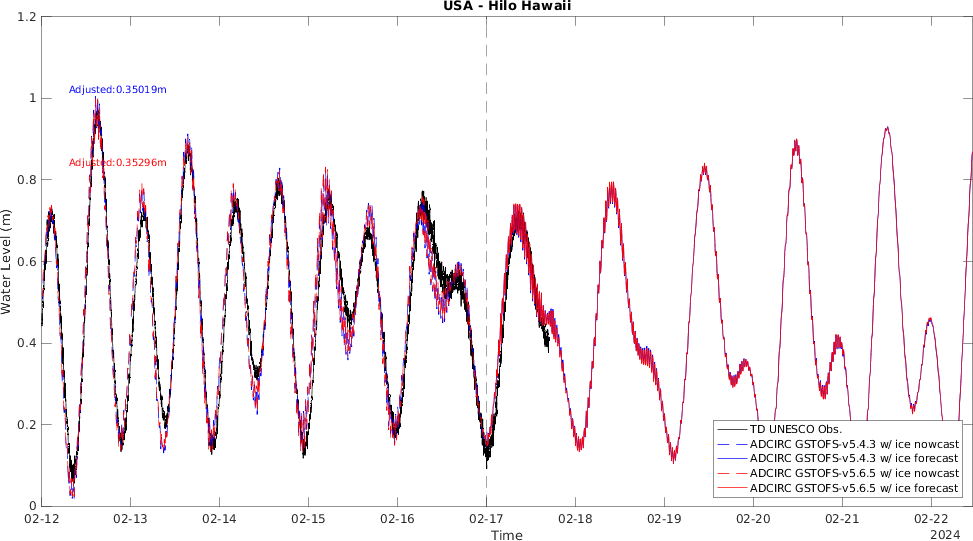 USA - Hilo Hawaii
1.2
1
0.8
0.6
0.4
0.2
0
Water Level (m)
Adjusted:0.35019m
Adjusted:0.35296m
TD UNESCO Obs.
ADCIRC GSTOFS-v5.4.3 w/ ice nowcast
ADCIRC GSTOFS-v5.4.3 w/ ice forecast
ADCIRC GSTOFS-v5.6.5 w/ ice nowcast
ADCIRC GSTOFS-v5.6.5 w/ ice forecast
02-12 02-13 02-14 02-15 02-16 02-17 02-18 02-19 02-20 02-21 02-22
Time
2024